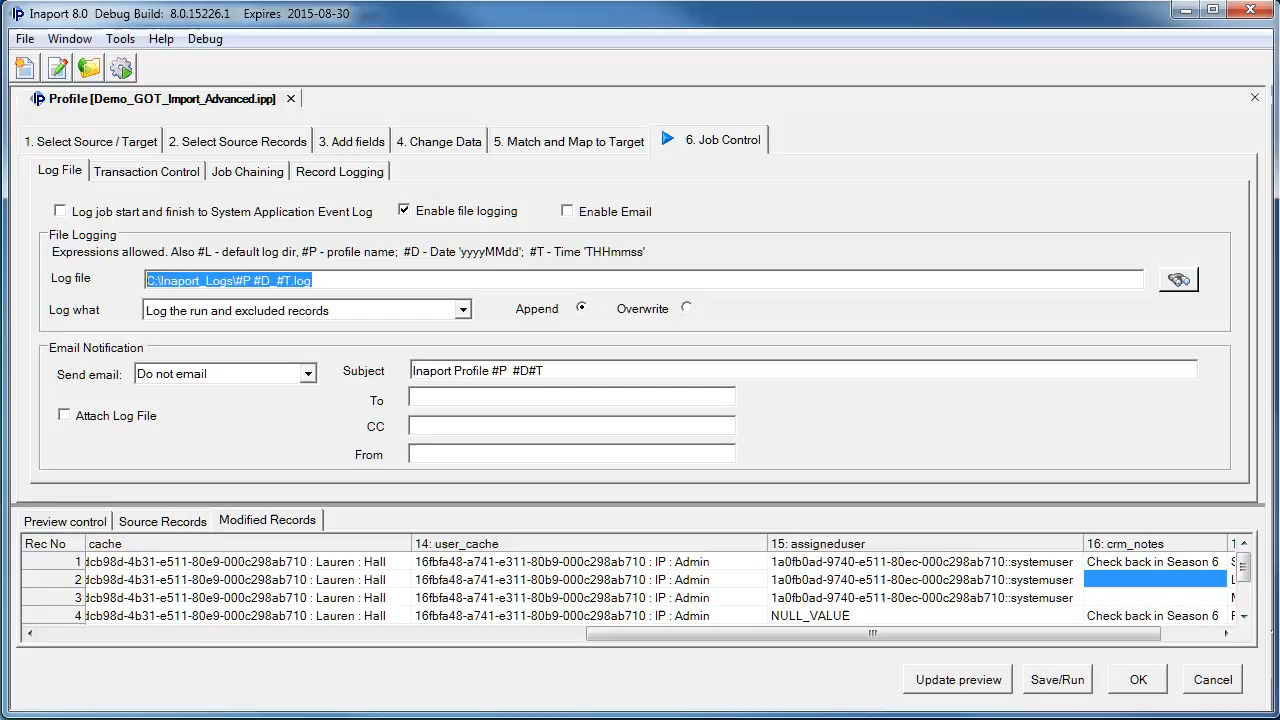 Inaport 8.0 Debug Build: 8.0.15226.1 Expires 2015-08-30
File Window Tools Help Debug
Profile [Demo_GOT_Import_Advanced.ipp]
1. Select Source / Target 2. Select Source Records 3. Add fields 4. Change Data 5. Match and Map to Target 6. Job Control
Log File Transaction Control Job Chaining Record Logging
Log job start and finish to System Application Event Log Enable file logging Enable Email
File Logging
Expressions allowed. Also #L - default log dir, #P - profile name; #D - Date 'yyyyMMdd'; #T - Time 'THHmmss'
Log file C:\Inaport_Logs\#P #D_#T.log
Log what Log the run and excluded records Append Overwrite
Email Notification
Send email: Do not email Subject Inaport Profile #P #D#T
To
Attach Log File
CC
From
Preview control Source Records Modified Records
Rec No cache 14: user_cache 15: assigneduser 16: crm_notes
1 dcb98d-4b31-e511-80e9-000c298ab710 : Lauren : Hall 16fbfa48-a741-e311-80b9-000c298ab710 : IP : Admin 1a0fb0ad-9740-e511-80ec-000c298ab710::systemuser Check back in Season 6
2 dcb98d-4b31-e511-80e9-000c298ab710 : Lauren : Hall 16fbfa48-a741-e311-80b9-000c298ab710 : IP : Admin 1a0fb0ad-9740-e511-80ec-000c298ab710::systemuser
3 dcb98d-4b31-e511-80e9-000c298ab710 : Lauren : Hall 16fbfa48-a741-e311-80b9-000c298ab710 : IP : Admin 1a0fb0ad-9740-e511-80ec-000c298ab710::systemuser
4 dcb98d-4b31-e511-80e9-000c298ab710 : Lauren : Hall 16fbfa48-a741-e311-80b9-000c298ab710 : IP : Admin NULL_VALUE Check back in Season 6
Update preview Save/Run OK Cancel